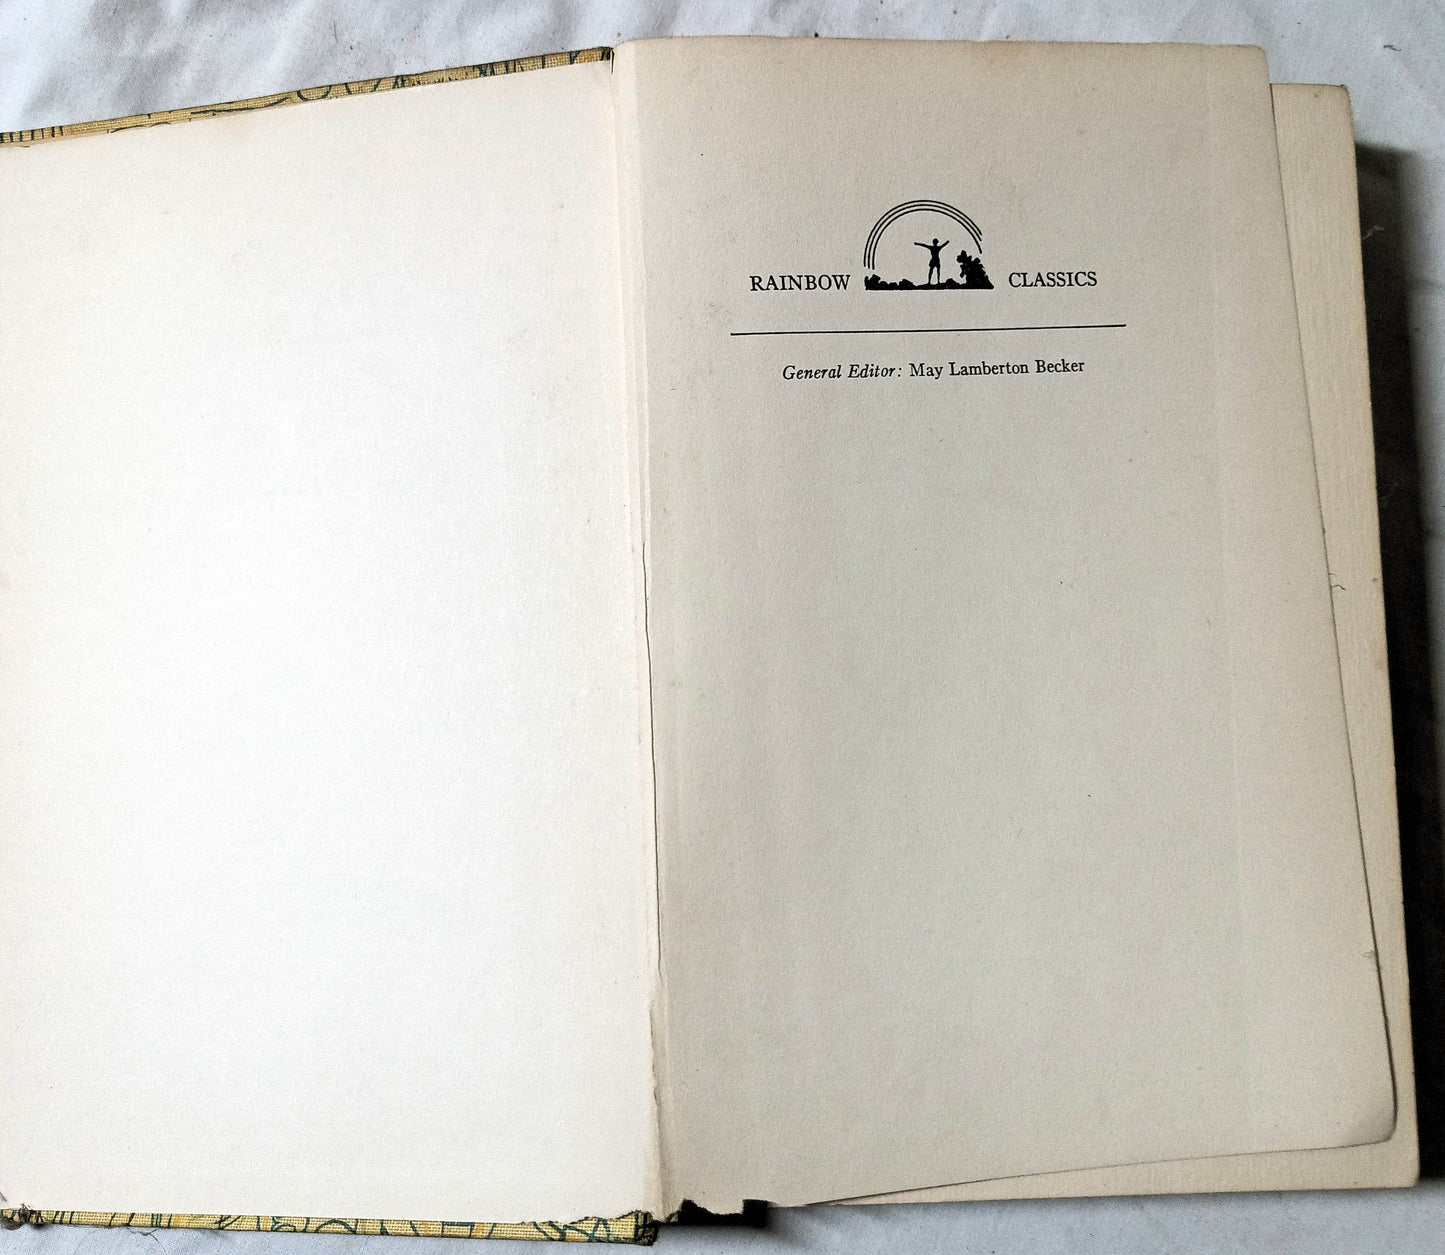 RAINBOW CLASSICS
General Editor: May Lamberton Becker